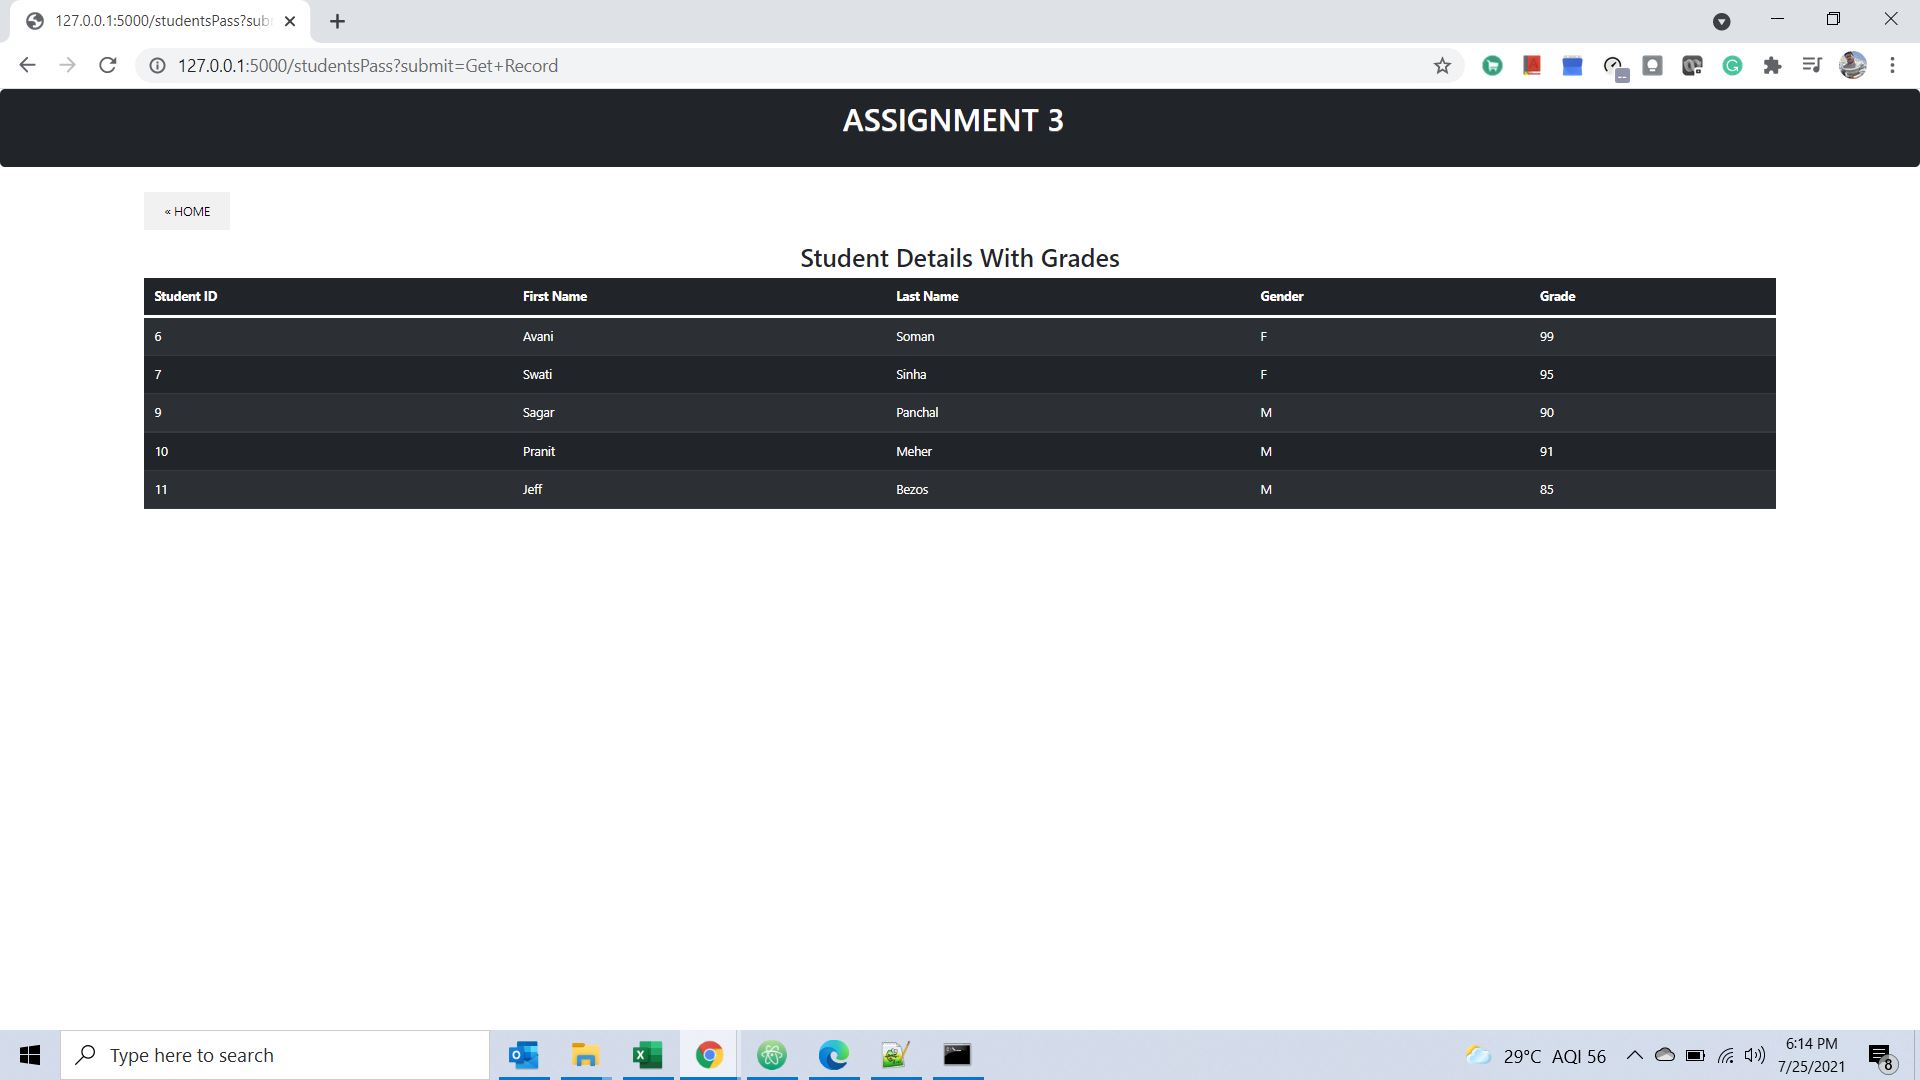 127.0.0.1:5000/studentsPass?sub
127.0.0.1:5000/studentsPass?submit=Get+Record
ASSIGNMENT 3
« HOME
Student Details With Grades
Student ID First Name Last Name Gender Grade
6 Avani Soman F 99
7 Swati Sinha F 95
9 Sagar Panchal M 90
10 Pranit Meher M 91
11 Jeff Bezos M 85
Type here to search
29°C AQI 56
6:14 PM
7/25/2021
8